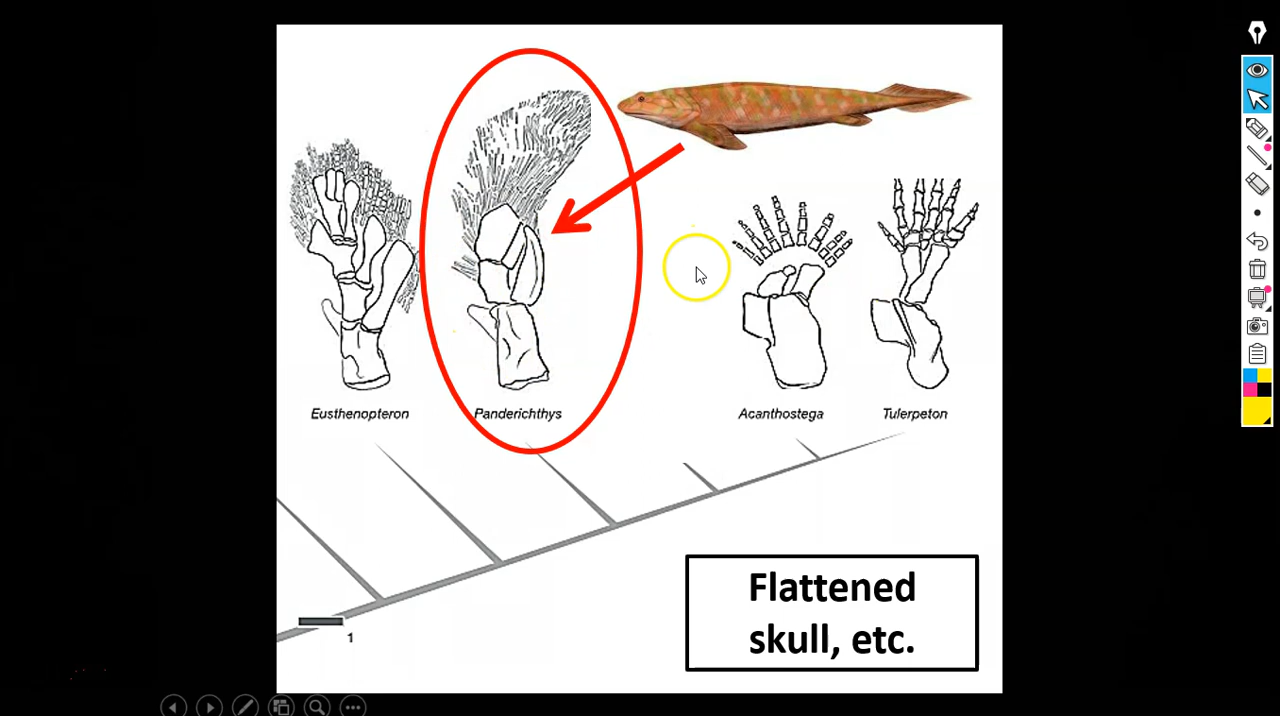 Eusthenopteron
Panderichthys
Acanthostega
Tulerpeton
1
Flattened
skull, etc.